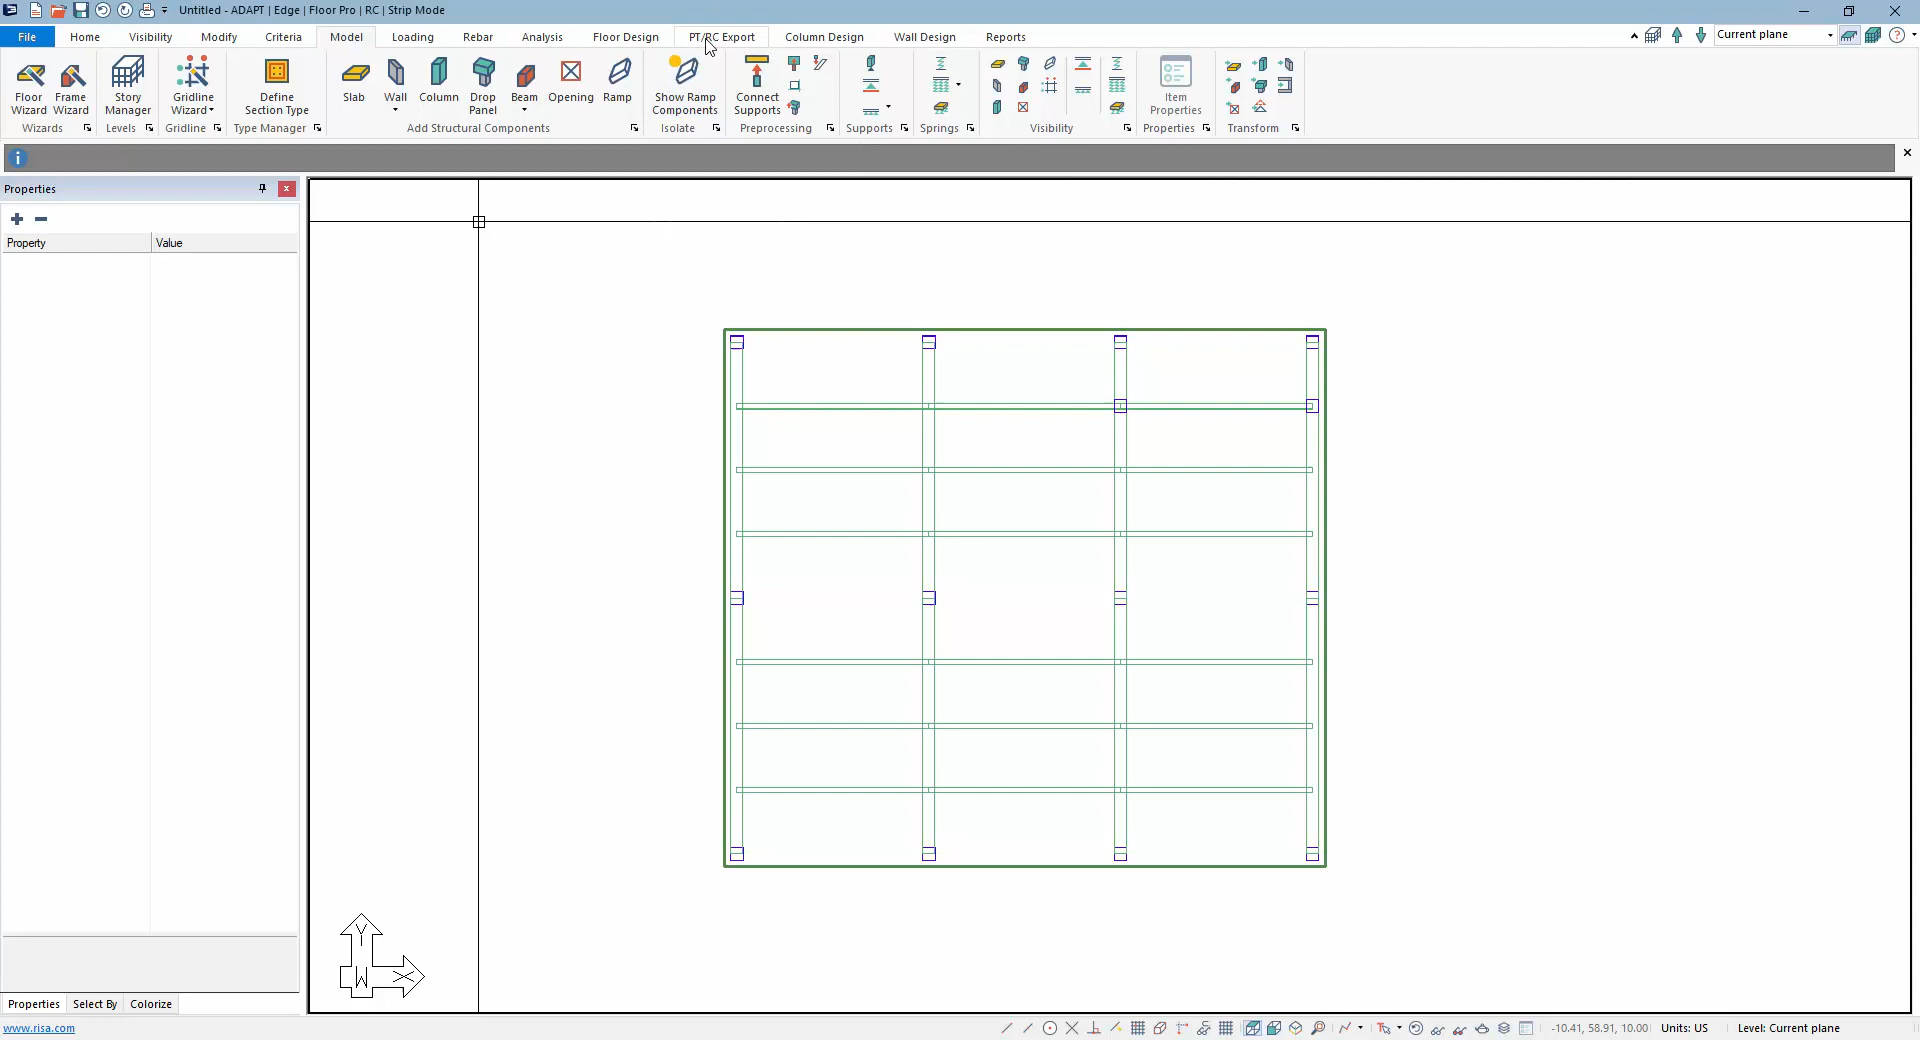 Untitled - ADAPT | Edge | Floor Pro | RC | Strip Mode
File Home Visibility Modify Criteria Model Loading Rebar Analysis Floor Design PT/RC Export Column Design Wall Design Reports
Current plane
Floor Wizard
Frame Wizard
Story Manager
Gridline Wizard
Define Section Type
Slab
Wall
Column
Drop Panel
Beam
Opening
Ramp
Show Ramp Components
Connect Supports
Item Properties
Wizards
Levels
Gridline
Type Manager
Add Structural Components
Isolate
Preprocessing
Supports
Springs
Visibility
Properties
Transform
Properties
Property Value
Y
W X
Properties Select By Colorize
www.risa.com
-10.41, 58.91, 10.00 Units: US Level: Current plane